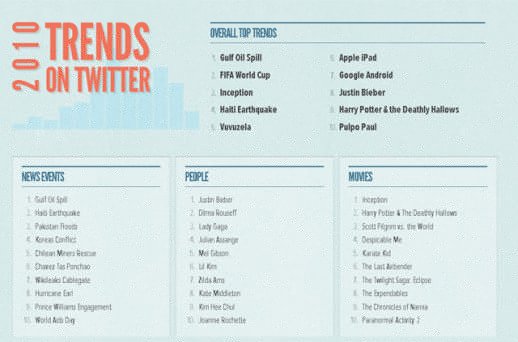 2010
TRENDS
ON TWITTER
OVERALL TOP TRENDS
1. Gulf Oil Spill
2. FIFA World Cup
3. Inception
4. Haiti Earthquake
5. Vuvuzela
6. Apple iPad
7. Google Android
8. Justin Bieber
9. Harry Potter & the Deathly Hallows
10. Pulpo Paul
NEWS EVENTS
1. Gulf Oil Spill
2. Haiti Earthquake
3. Pakistan Floods
4. Koreas Conflict
5. Chilean Miners Rescue
6. Chavez Tas Ponchao
7. Wikileaks Cablegate
8. Hurricane Earl
9. Prince Williams Engagement
10. World Aids Day
PEOPLE
1. Justin Bieber
2. Dilma Rousseff
3. Lady Gaga
4. Julian Assange
5. Mel Gibson
6. Lil Kim
7. Zilda Arns
8. Kate Middleton
9. Kim Hee Chul
10. Joannie Rochette
MOVIES
1. Inception
2. Harry Potter & The Deathly Hallows
3. Scott Pilgrim vs. the World
4. Despicable Me
5. Karate Kid
6. The Last Airbender
7. The Twilight Saga: Eclipse
8. The Expendables
9. The Chronicles of Narnia
10. Paranormal Activity 2